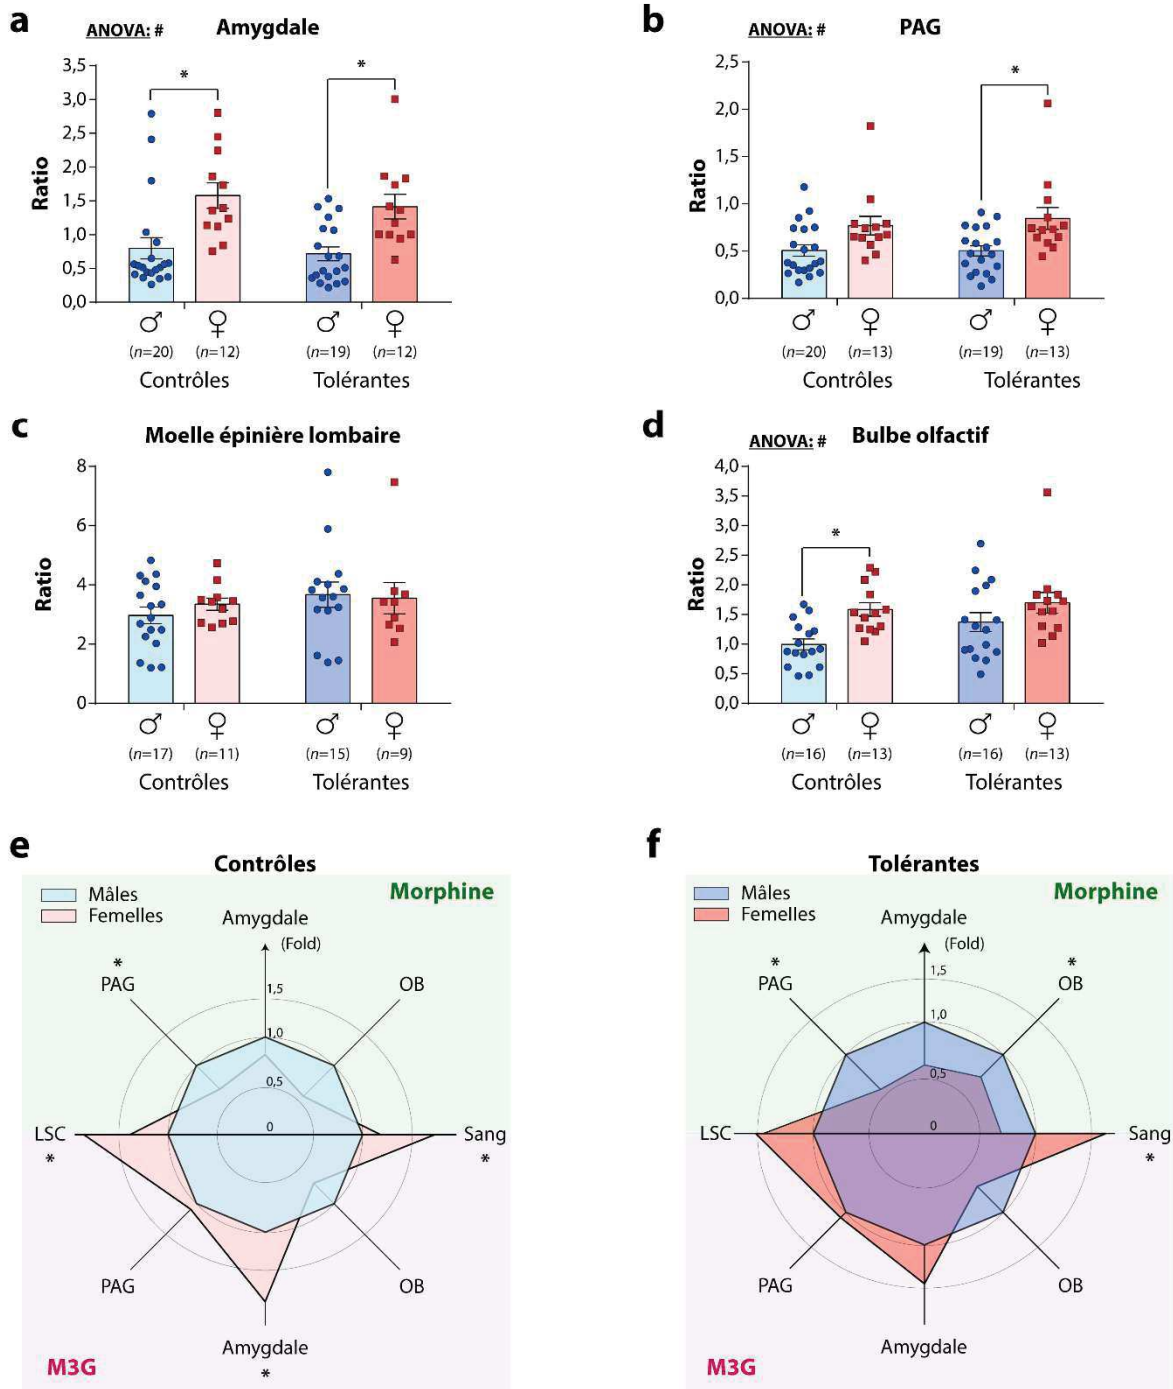 a
ANOVA: #
Amygdale
Ratio
3,5
3,0
2,5
2,0
1,5
1,0
0,5
0,0
*
*
♂ ♀ ♂ ♀
(n=20) (n=12) (n=19) (n=12)
Contrôles Tolérantes
b
ANOVA: #
PAG
Ratio
2,5
2,0
1,5
1,0
0,5
0,0
*
♂ ♀ ♂ ♀
(n=20) (n=13) (n=19) (n=13)
Contrôles Tolérantes
c
Moelle épinière lombaire
Ratio
8
6
4
2
0
♂ ♀ ♂ ♀
(n=17) (n=11) (n=15) (n=9)
Contrôles Tolérantes
d
ANOVA: #
Bulbe olfactif
Ratio
4,0
3,5
3,0
2,5
2,0
1,5
1,0
0,5
0,0
*
♂ ♀ ♂ ♀
(n=16) (n=13) (n=16) (n=13)
Contrôles Tolérantes
e
Contrôles
Mâles
Femelles
Morphine
Amygdale
(Fold)
*
PAG
OB
1,5
1,0
0,5
0
LSC
*
Sang
*
PAG
OB
Amygdale
*
M3G
f
Tolérantes
Mâles
Femelles
Morphine
Amygdale
(Fold)
*
PAG
*
OB
1,5
1,0
0,5
0
LSC
Sang
*
PAG
OB
Amygdale
M3G